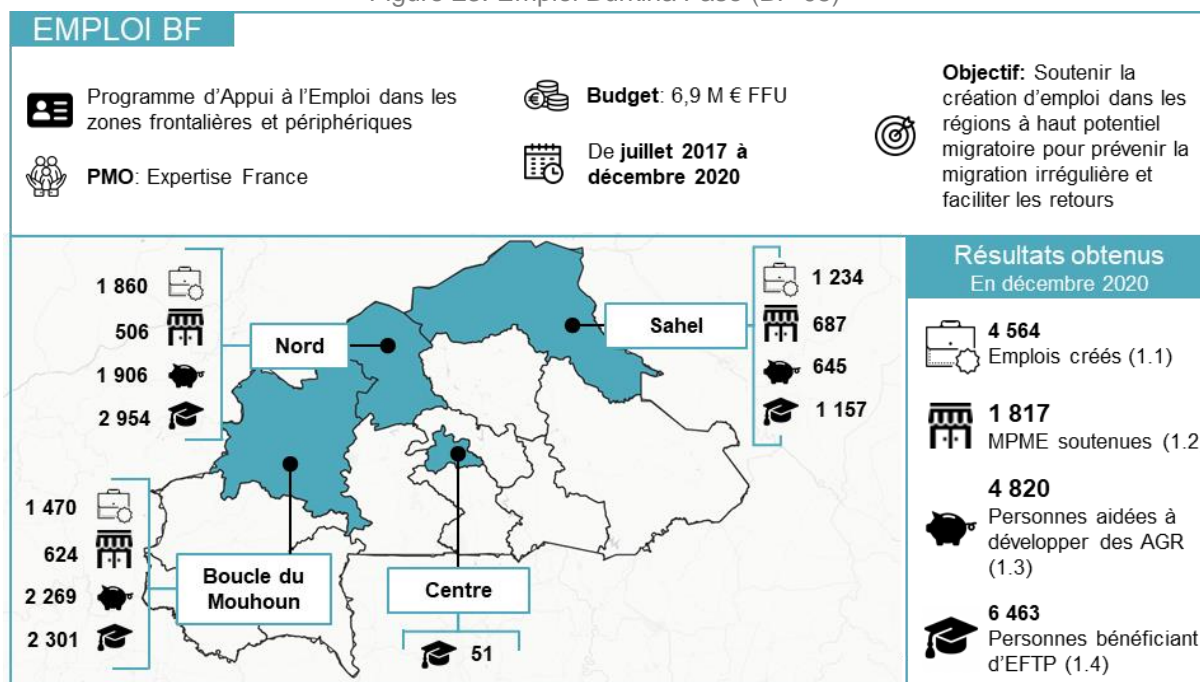 EMPLOI BF
Programme d'Appui à l'Emploi dans les
zones frontalières et périphériques
PMO: Expertise France
Budget: 6,9 M € FFU
De juillet 2017 à
décembre 2020
Objectif: Soutenir la
création d'emploi dans les
régions à haut potentiel
migratoire pour prévenir la
migration irrégulière et
faciliter les retours
1 860
506
1 906
2 954
Nord
Sahel
1 234
687
645
1 157
1 470
624
2 269
2 301
Boucle du
Mouhoun
Centre
51
Résultats obtenus
En décembre 2020
4 564
Emplois créés (1.1)
1 817
MPME soutenues (1.2
4 820
Personnes aidées à
développer des AGR
(1.3)
6 463
Personnes bénéficiant
d'EFTP (1.4)